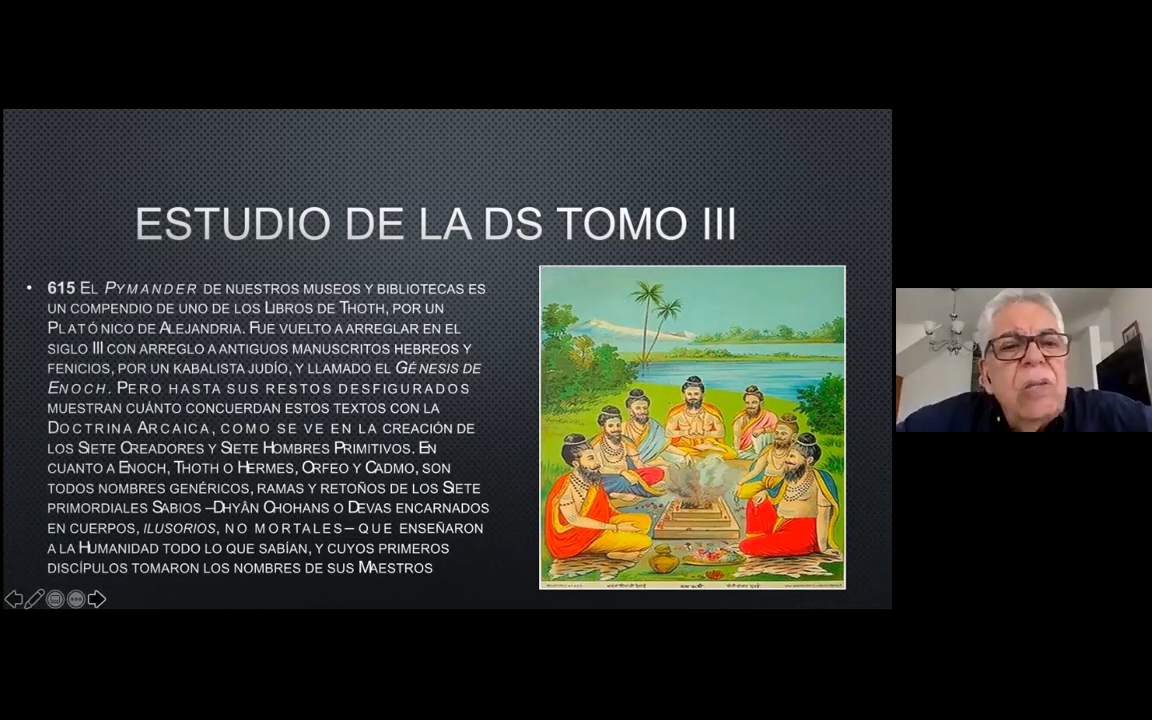 ESTUDIO DE LA DS TOMO III
• 615 EL PYMANDER DE NUESTROS MUSEOS Y BIBLIOTECAS ES
UN COMPENDIO DE UNO DE LOS LIBROS DE THOTH, POR UN
PLATÓNICO DE ALEJANDRIA. FUE VUELTO A ARREGLAR EN EL
SIGLO III CON ARREGLO A ANTIGUOS MANUSCRITOS HEBREOS Y
FENICIOS, POR UN KABALISTA JUDÍO, Y LLAMADO EL GÉNESIS DE
ENOCH. PERO HASTA SUS RESTOS DESFIGURADOS
MUESTRAN CUÁNTO CONCUERDAN ESTOS TEXTOS CON LA
DOCTRINA ARCAICA, COMO SE VE EN LA CREACIÓN DE
LOS SIETE CREADORES Y SIETE HOMBRES PRIMITIVOS. EN
CUANTO A ENOCH, THOTH O HERMES, ORFEO Y CADMO, SON
TODOS NOMBRES GENÉRICOS, RAMAS Y RETOÑOS DE LOS SIETE
PRIMORDIALES SABIOS –DHYÂN CHOHANS O DEVAS ENCARNADOS
EN CUERPOS, ILUSORIOS, NO MORTALES– QUE ENSEÑARON
A LA HUMANIDAD TODO LO QUE SABÍAN, Y CUYOS PRIMEROS
DISCÍPULOS TOMARON LOS NOMBRES DE SUS MAESTROS